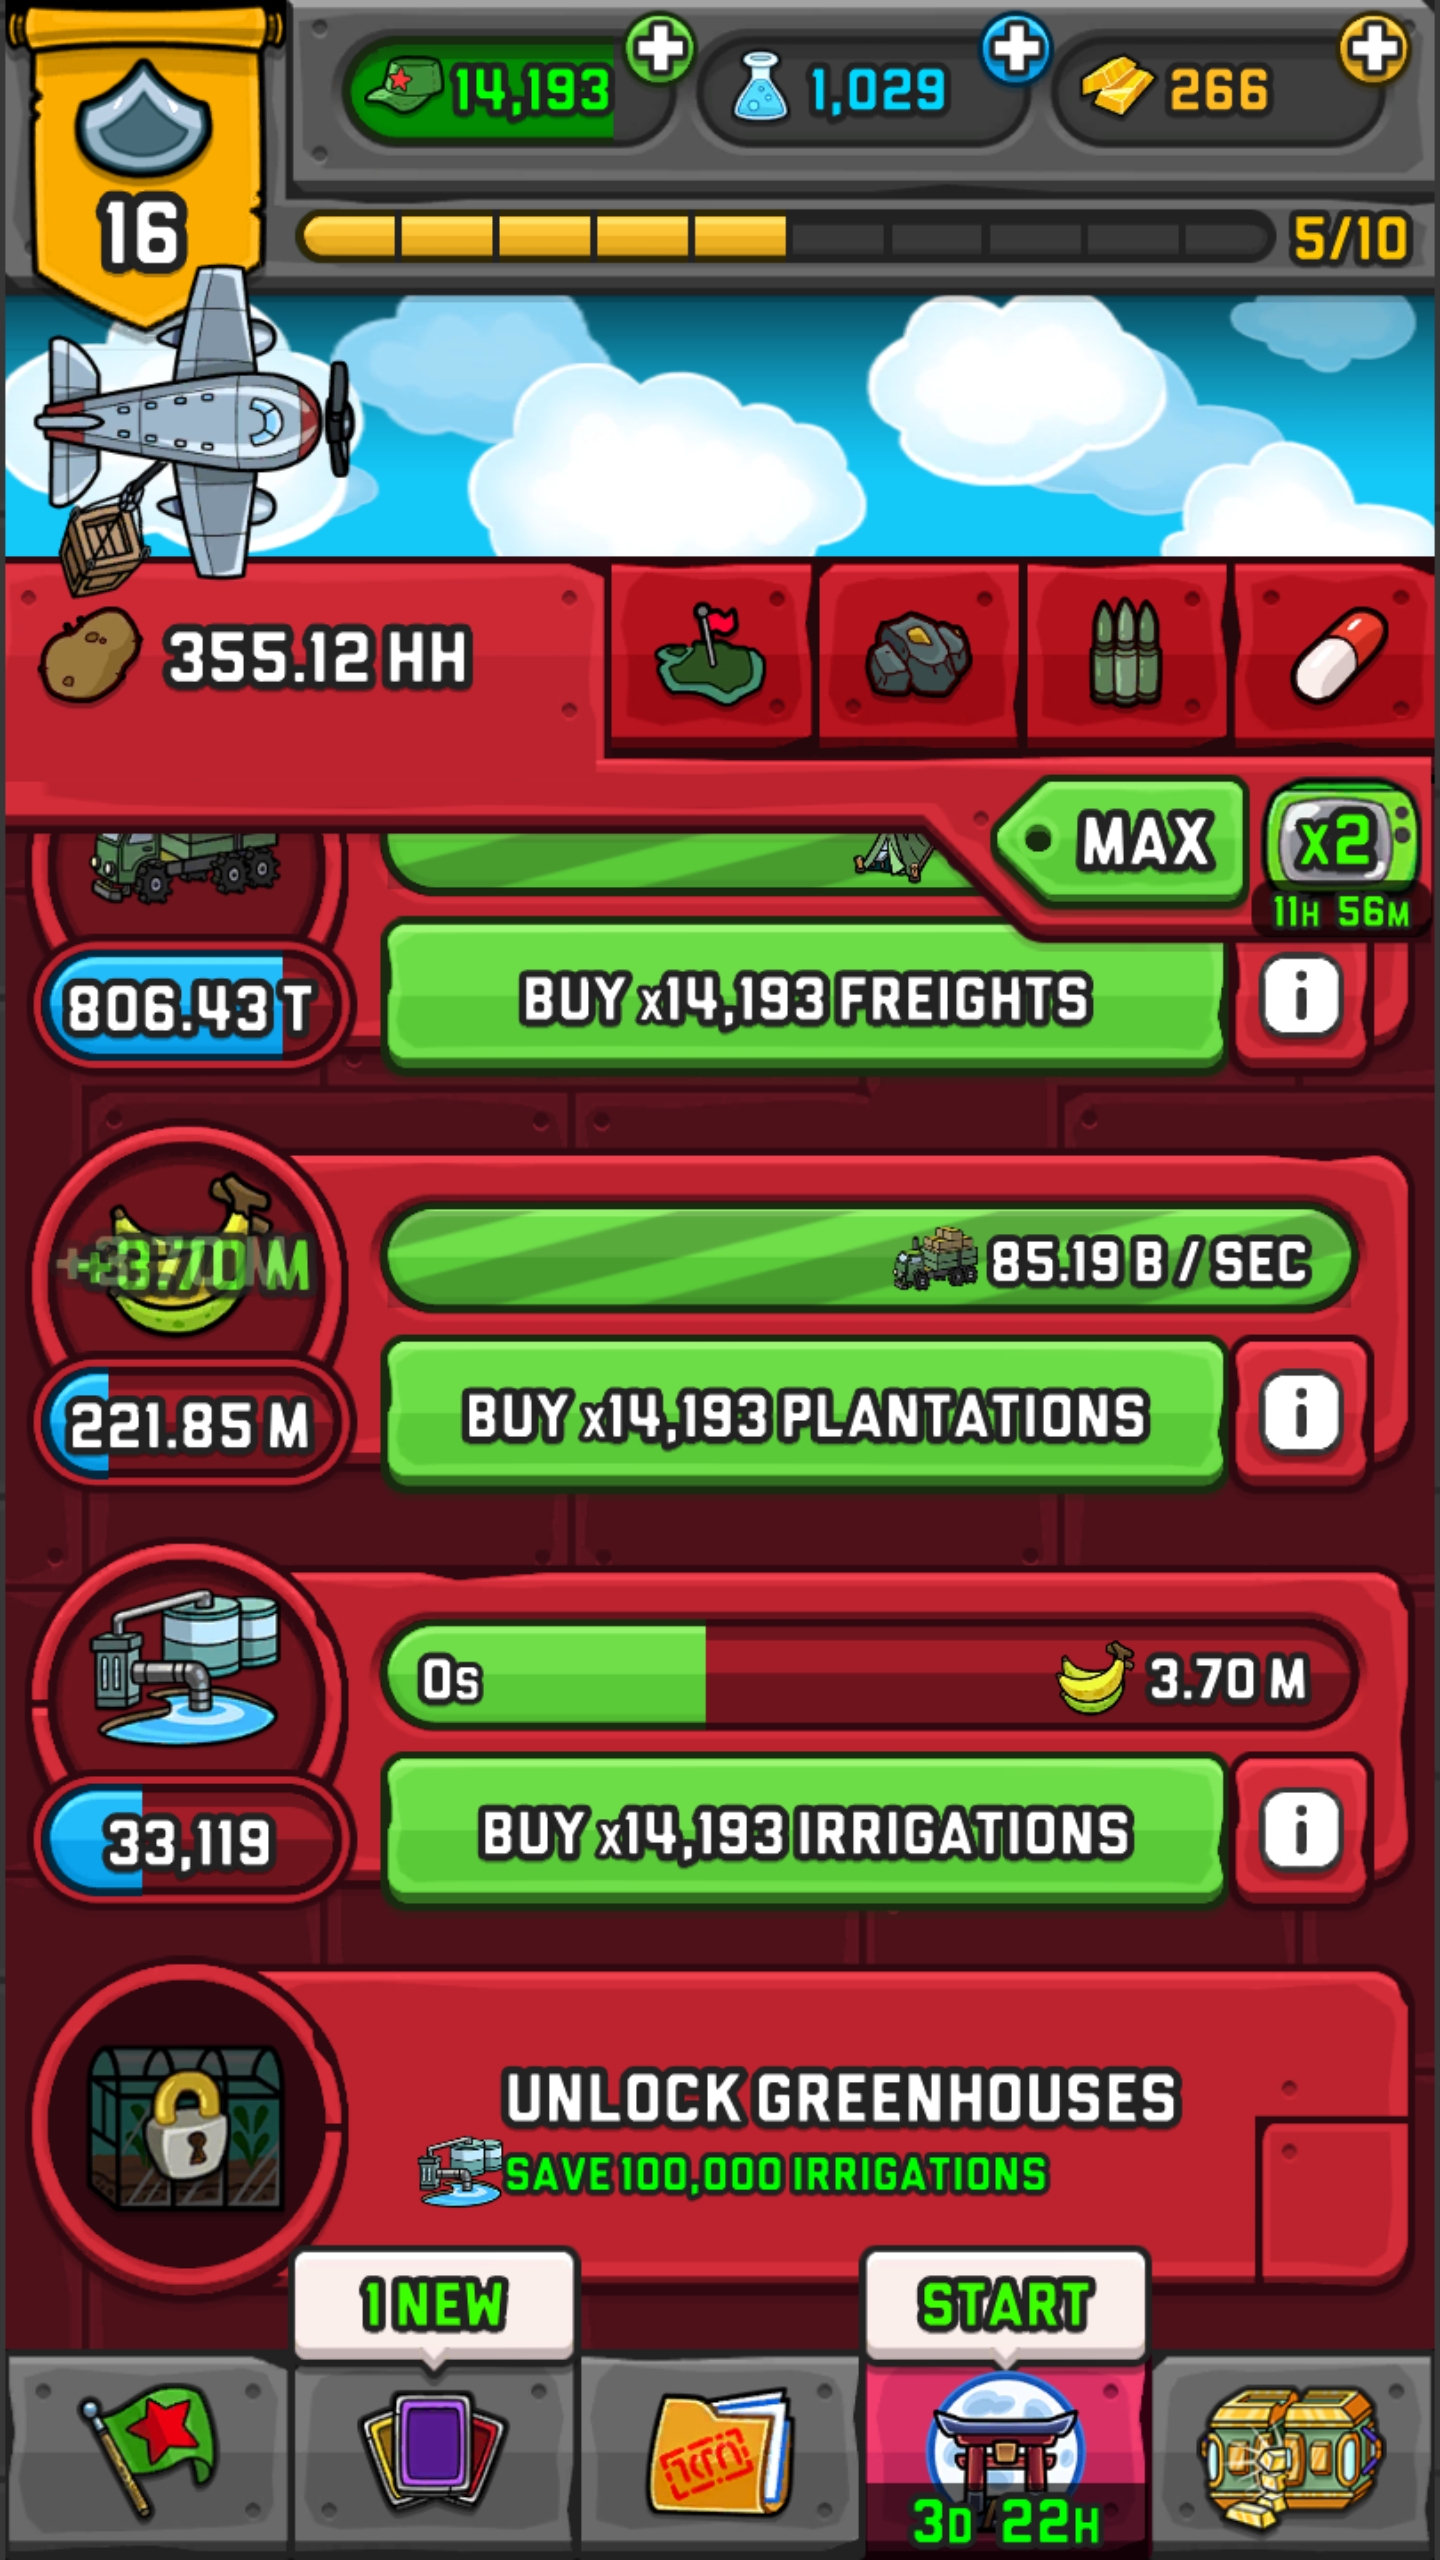 14,193
1,029
266
16
5/10
355.12 HH
MAX
x2
11H 56M
806.43 T
BUY x14,193 FREIGHTS
85.19 B / SEC
221.85 M
BUY x14,193 PLANTATIONS
0s
3.70 M
33,119
BUY x14,193 IRRIGATIONS
UNLOCK GREENHOUSES
SAVE 100,000 IRRIGATIONS
1 NEW
START
3D 22H